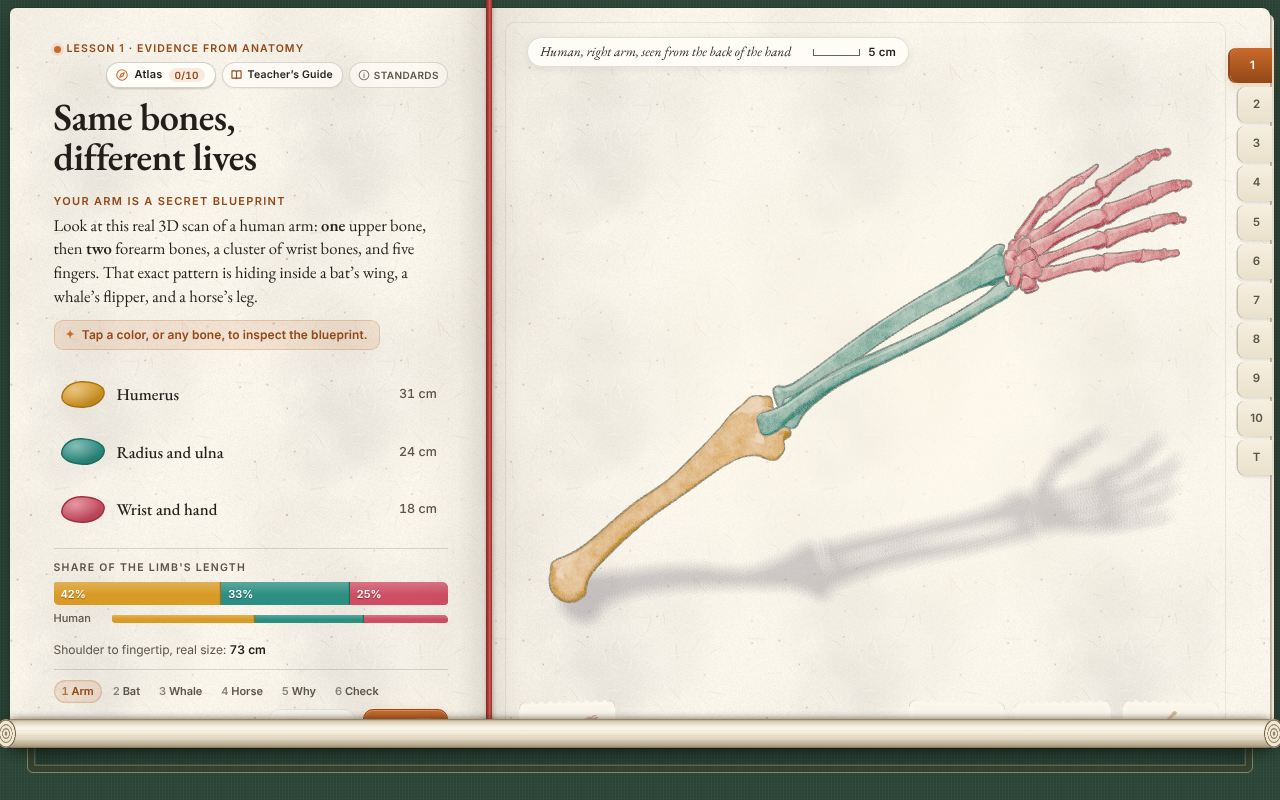 LESSON 1 · EVIDENCE FROM ANATOMY
Atlas 0/10 Teacher's Guide STANDARDS
Same bones,
different lives
YOUR ARM IS A SECRET BLUEPRINT
Look at this real 3D scan of a human arm: one upper bone,
then two forearm bones, a cluster of wrist bones, and five
fingers. That exact pattern is hiding inside a bat’s wing, a
whale’s flipper, and a horse’s leg.
Tap a color, or any bone, to inspect the blueprint.
Humerus 31 cm
Radius and ulna 24 cm
Wrist and hand 18 cm
SHARE OF THE LIMB'S LENGTH
42% 33% 25%
Human
Shoulder to fingertip, real size: 73 cm
1 Arm 2 Bat 3 Whale 4 Horse 5 Why 6 Check
Human, right arm, seen from the back of the hand 5 cm
1
2
3
4
5
6
7
8
9
10
T